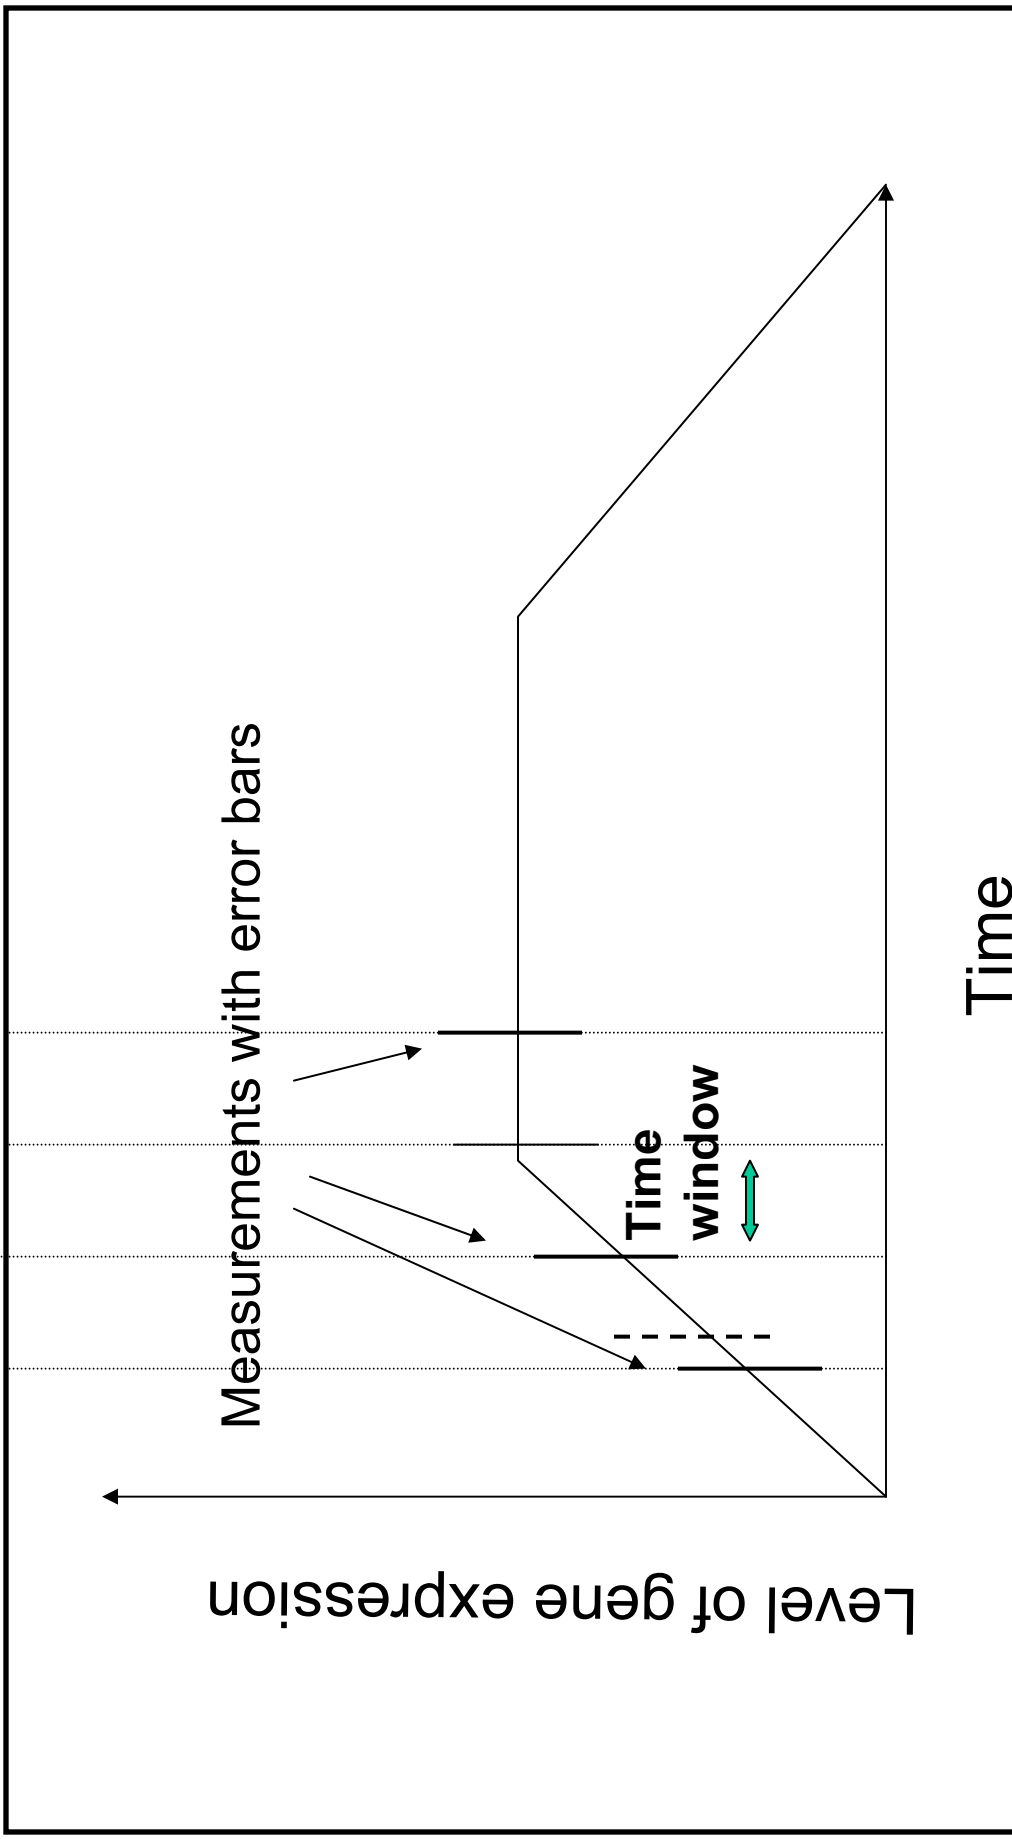 Measurements with error bars
Time
window
Level of gene expression
Time